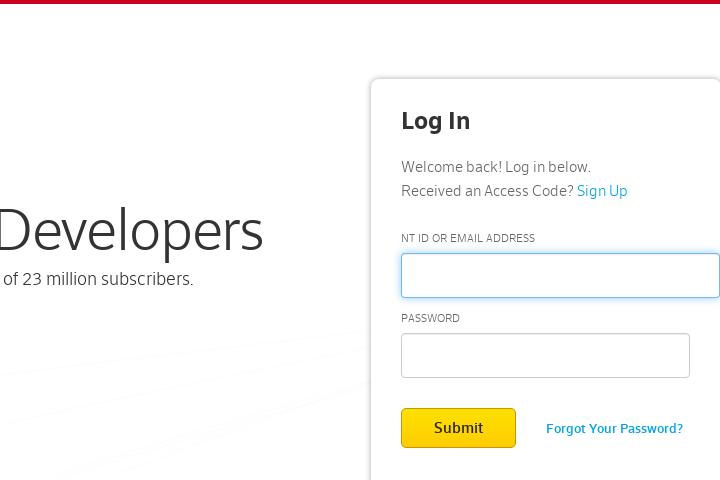 Developers
of 23 million subscribers.
Log In
Welcome back! Log in below.
Received an Access Code? Sign Up
NT ID OR EMAIL ADDRESS
PASSWORD
Submit
Forgot Your Password?